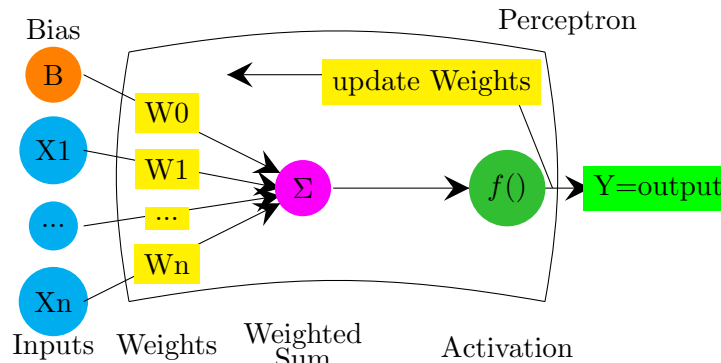 Perceptron
Bias
B
update Weights
W0
X1
W1
Σ
f()
Y=output
...
...
Wn
Xn
Inputs
Weights
Weighted
Sum
Activation